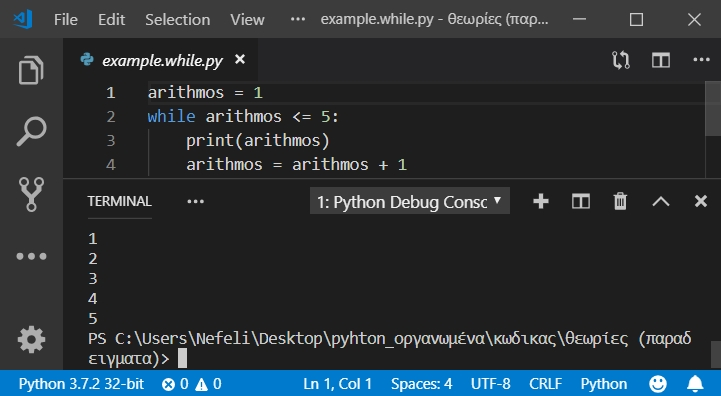 File Edit Selection View ··· example.while.py - θεωρίες (παρ...
example.while.py
1 arithmos = 1
2 while arithmos <= 5:
3 print(arithmos)
4 arithmos = arithmos + 1
TERMINAL ··· 1: Python Debug Consc
1
2
3
4
5
PS C:\Users\Nefeli\Desktop\pyhton_οργανωμένα\κωδικας\θεωρίες (παραδ
ειγματα)>
Python 3.7.2 32-bit 0 0 Ln 1, Col 1 Spaces: 4 UTF-8 CRLF Python